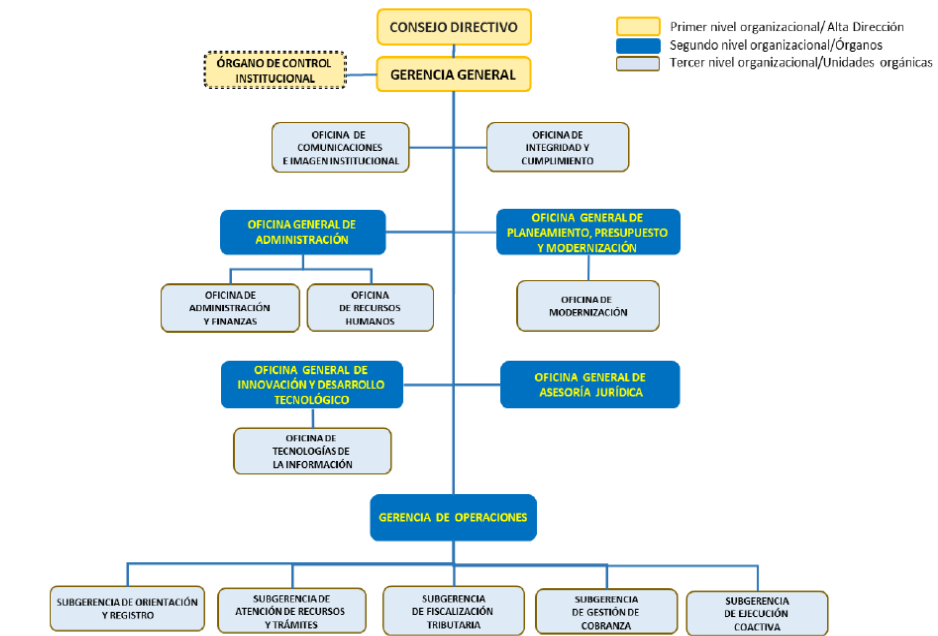 CONSEJO DIRECTIVO
Primer nivel organizacional/ Alta Dirección
Segundo nivel organizacional/Órganos
Tercer nivel organizacional/Unidades orgánicas
ÓRGANO DE CONTROL
INSTITUCIONAL
GERENCIA GENERAL
OFICINA DE
COMUNICACIONES
E IMAGEN INSTITUCIONAL
OFICINA DE
INTEGRIDAD Y
CUMPLIMIENTO
OFICINA GENERAL DE
ADMINISTRACIÓN
OFICINA GENERAL DE
PLANEAMIENTO, PRESUPUESTO
Y MODERNIZACIÓN
OFICINA DE
ADMINISTRACIÓN
Y FINANZAS
OFICINA
DE RECURSOS
HUMANOS
OFICINA DE
MODERNIZACIÓN
OFICINA GENERAL DE
INNOVACIÓN Y DESARROLLO
TECNOLÓGICO
OFICINA GENERAL DE
ASESORÍA JURÍDICA
OFICINA DE
TECNOLOGÍAS DE
LA INFORMACIÓN
GERENCIA DE OPERACIONES
SUBGERENCIA DE ORIENTACIÓN
Y REGISTRO
SUBGERENCIA DE
ATENCIÓN DE RECURSOS
Y TRÁMITES
SUBGERENCIA
DE FISCALIZACIÓN
TRIBUTARIA
SUBGERENCIA
DE GESTIÓN DE
COBRANZA
SUBGERENCIA
DE EJECUCIÓN
COACTIVA